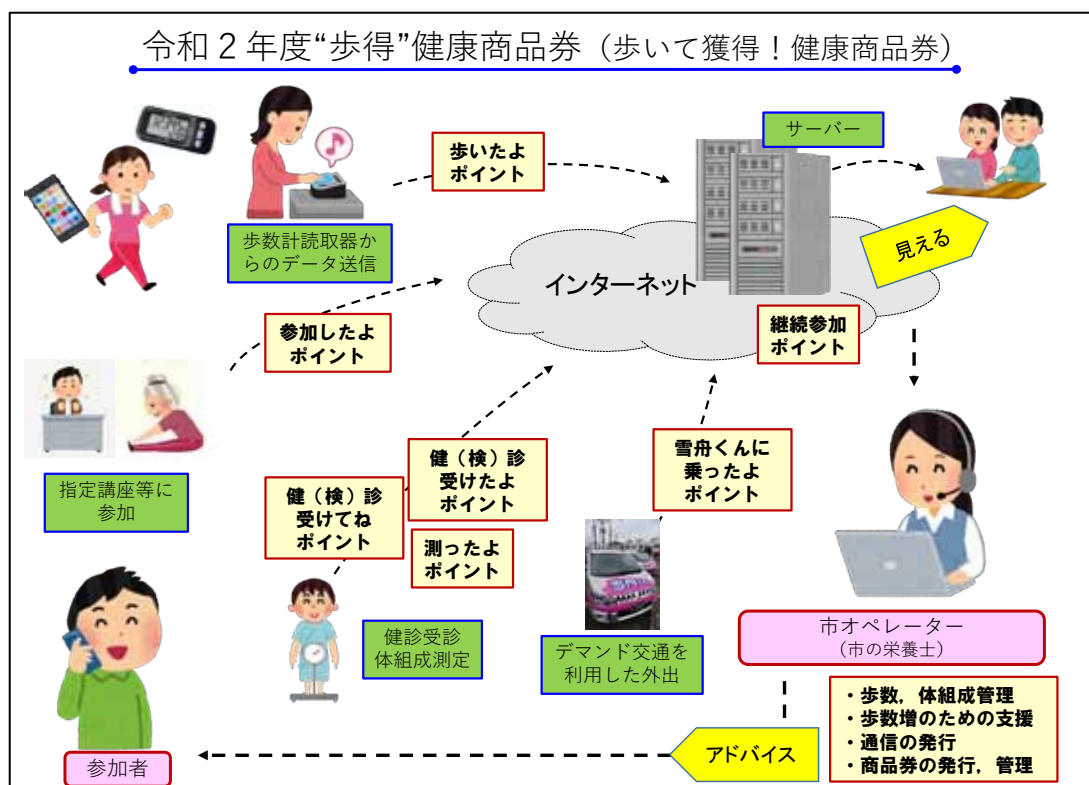 令和２年度“歩得”健康商品券（歩いて獲得！健康商品券）
サーバー
歩いたよ
ポイント
歩数計読取器か
らのデータ送信
見える
インターネット
参加したよ
ポイント
継続参加
ポイント
指定講座等に
参加
健（検）診
受けたよ
ポイント
雪舟くんに
乗ったよ
ポイント
健（検）診
受けてね
ポイント
測ったよ
ポイント
健診受診
体組成測定
デマンド交通を
利用した外出
市オペレーター
（市の栄養士）
・歩数，体組成管理
・歩数増のための支援
・通信の発行
・商品券の発行，管理
アドバイス
参加者